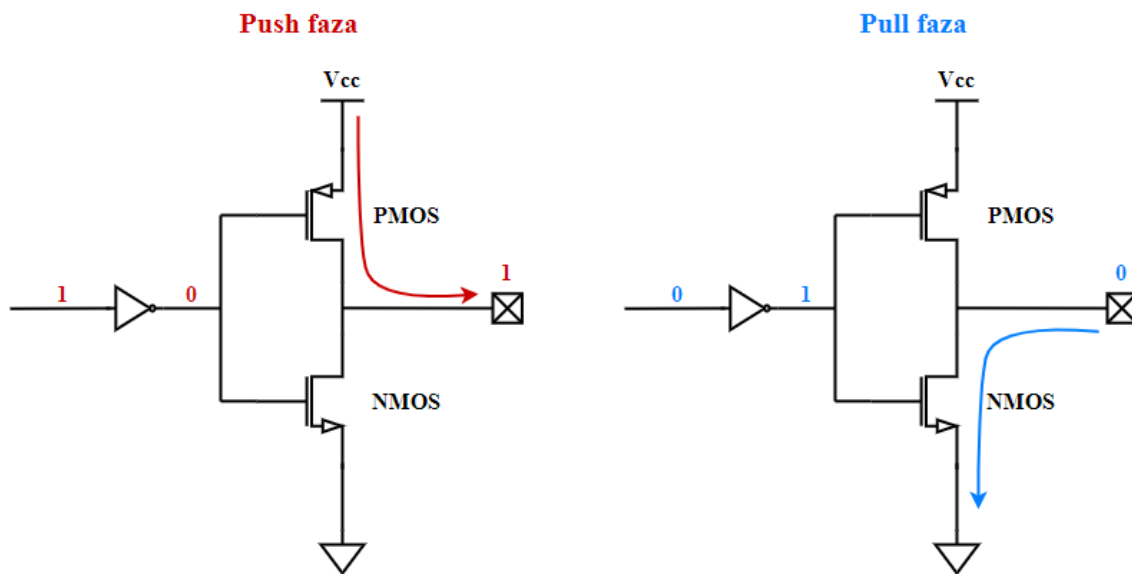 Push faza
Vcc
PMOS
1
0
1
NMOS
Pull faza
Vcc
PMOS
0
1
0
NMOS